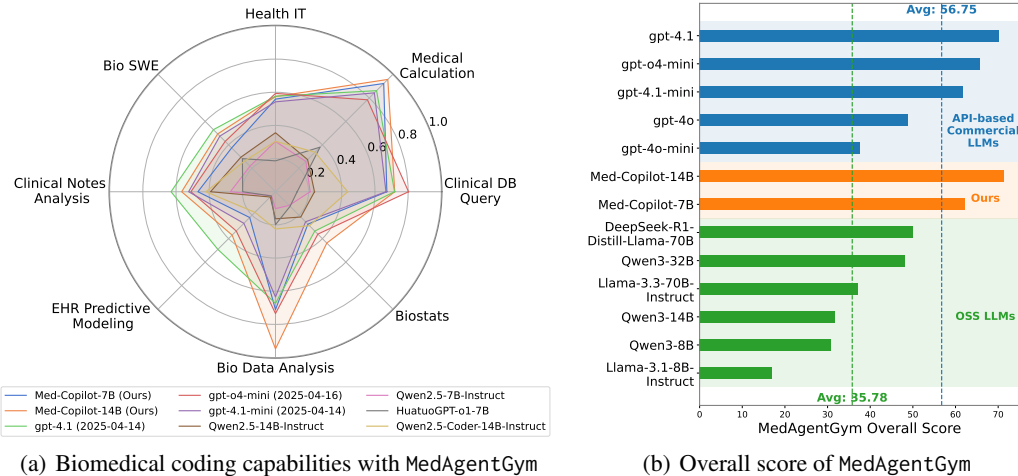 Health IT
Medical
Calculation
Bio SWE
1.0
0.8
0.6
0.4
0.2
Clinical Notes
Analysis
Clinical DB
Query
EHR Predictive
Modeling
Biostats
Bio Data Analysis
Med-Copilot-7B (Ours)
Med-Copilot-14B (Ours)
gpt-4.1 (2025-04-14)
gpt-o4-mini (2025-04-16)
gpt-4.1-mini (2025-04-14)
Qwen2.5-14B-Instruct
Qwen2.5-7B-Instruct
HuatuoGPT-o1-7B
Qwen2.5-Coder-14B-Instruct
(a) Biomedical coding capabilities with MedAgentGym
Avg: 56.75
gpt-4.1
gpt-o4-mini
gpt-4.1-mini
gpt-4o
gpt-4o-mini
API-based
Commercial
LLMs
Med-Copilot-14B
Med-Copilot-7B
Ours
DeepSeek-R1-
Distill-Llama-70B
Qwen3-32B
Llama-3.3-70B-
Instruct
Qwen3-14B
Qwen3-8B
Llama-3.1-8B-
Instruct
OSS LLMs
Avg: 35.78
0 10 20 30 40 50 60 70
MedAgentGym Overall Score
(b) Overall score of MedAgentGym